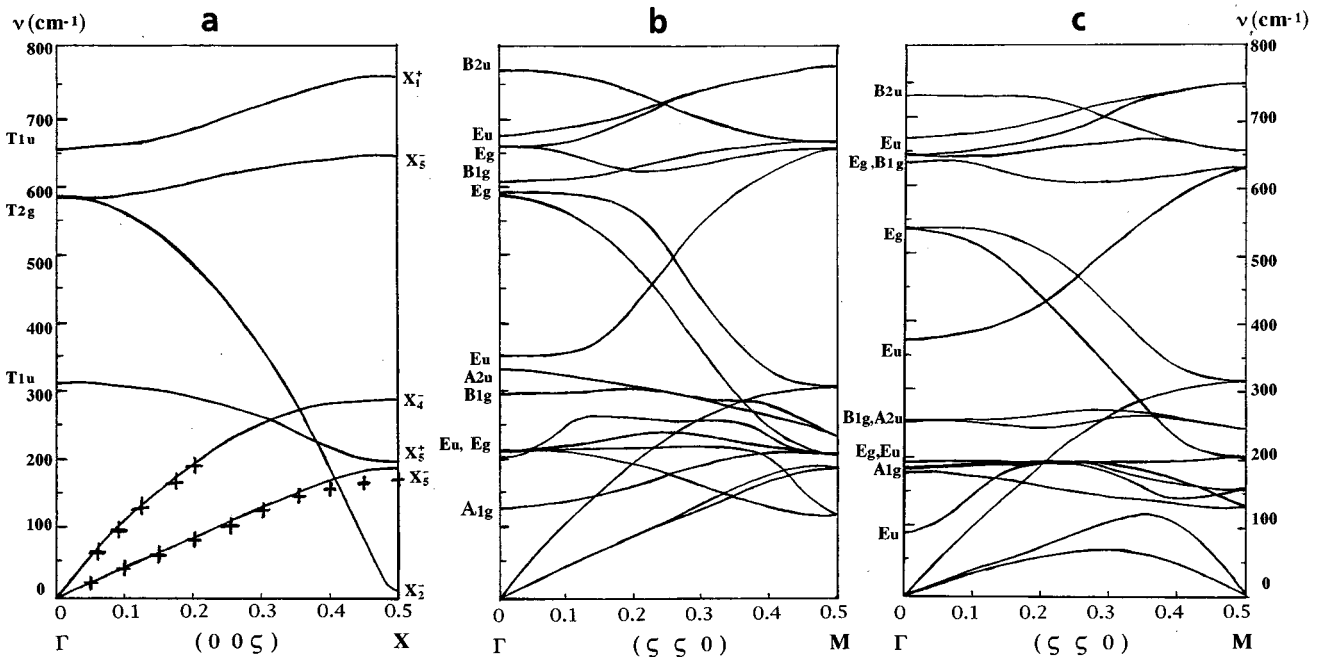 a
b
c
ν (cm-1)
800
700
600
500
400
300
200
100
0
T1u
T2g
T1u
X1+
X5-
X4-
X5+
X5-
X2-
0 0.1 0.2 0.3 0.4 0.5
Γ (0 0 ζ) X
B2u
Eu
Eg
B1g
Eg
Eu
A2u
B1g
Eu, Eg
A1g
0 0.1 0.2 0.3 0.4 0.5
Γ (ζ ζ 0) M
B2u
Eu
Eg,B1g
Eg
Eu
B1g,A2u
Eg,Eu
A1g
Eu
0 0.1 0.2 0.3 0.4 0.5
Γ (ζ ζ 0) M
ν (cm-1)
800
700
600
500
400
300
200
100
0